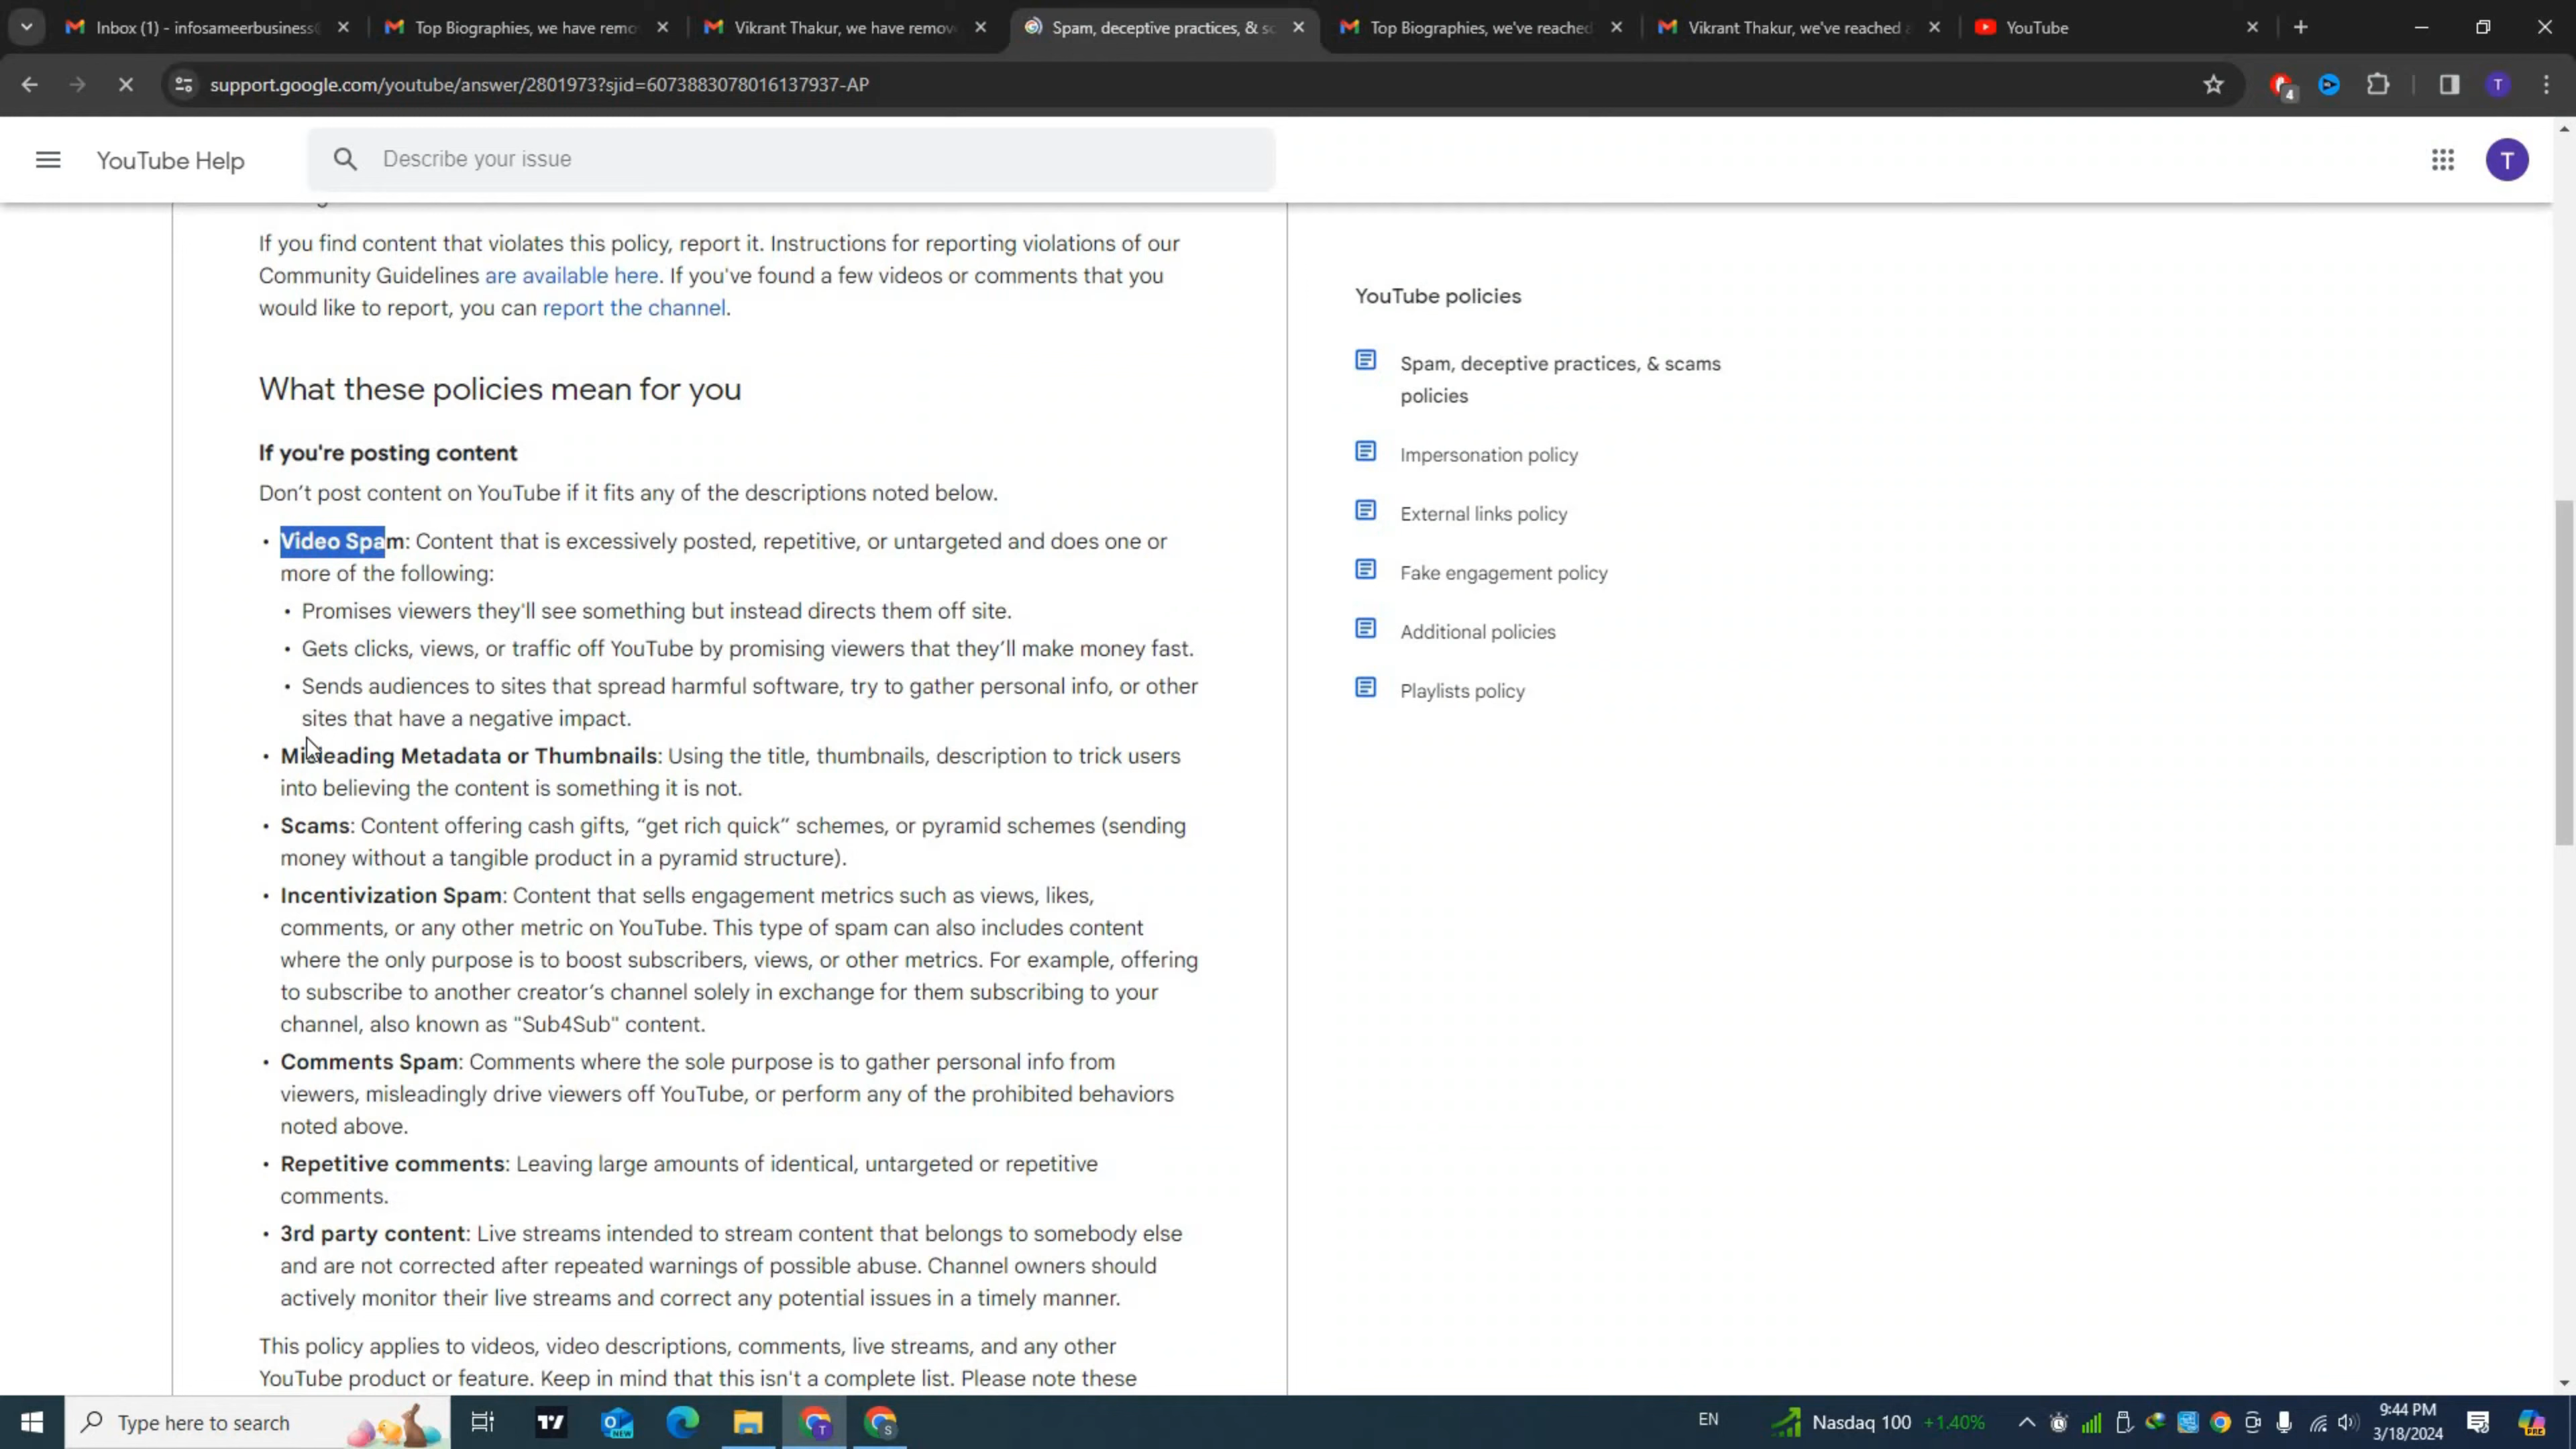 Inbox (1) - infosameerbusiness
Top Biographies, we have remo
Vikrant Thakur, we have remov
Spam, deceptive practices, & sc
Top Biographies, we've reached
Vikrant Thakur, we've reached a
YouTube
support.google.com/youtube/answer/2801973?sjid=6073883078016137937-AP
4
T
YouTube Help
Describe your issue
T
If you find content that violates this policy, report it. Instructions for reporting violations of our
Community Guidelines are available here. If you've found a few videos or comments that you
would like to report, you can report the channel.
What these policies mean for you
If you're posting content
Don't post content on YouTube if it fits any of the descriptions noted below.
• Video Spam: Content that is excessively posted, repetitive, or untargeted and does one or
more of the following:
• Promises viewers they'll see something but instead directs them off site.
• Gets clicks, views, or traffic off YouTube by promising viewers that they'll make money fast.
• Sends audiences to sites that spread harmful software, try to gather personal info, or other
sites that have a negative impact.
• Misleading Metadata or Thumbnails: Using the title, thumbnails, description to trick users
into believing the content is something it is not.
• Scams: Content offering cash gifts, “get rich quick” schemes, or pyramid schemes (sending
money without a tangible product in a pyramid structure).
• Incentivization Spam: Content that sells engagement metrics such as views, likes,
comments, or any other metric on YouTube. This type of spam can also includes content
where the only purpose is to boost subscribers, views, or other metrics. For example, offering
to subscribe to another creator's channel solely in exchange for them subscribing to your
channel, also known as "Sub4Sub" content.
• Comments Spam: Comments where the sole purpose is to gather personal info from
viewers, misleadingly drive viewers off YouTube, or perform any of the prohibited behaviors
noted above.
• Repetitive comments: Leaving large amounts of identical, untargeted or repetitive
comments.
• 3rd party content: Live streams intended to stream content that belongs to somebody else
and are not corrected after repeated warnings of possible abuse. Channel owners should
actively monitor their live streams and correct any potential issues in a timely manner.
This policy applies to videos, video descriptions, comments, live streams, and any other
YouTube product or feature. Keep in mind that this isn't a complete list. Please note these
YouTube policies
Spam, deceptive practices, & scams
policies
Impersonation policy
External links policy
Fake engagement policy
Additional policies
Playlists policy
Type here to search
NEW
T
S
EN
Nasdaq 100 +1.40%
9:44 PM
3/18/2024
PRE